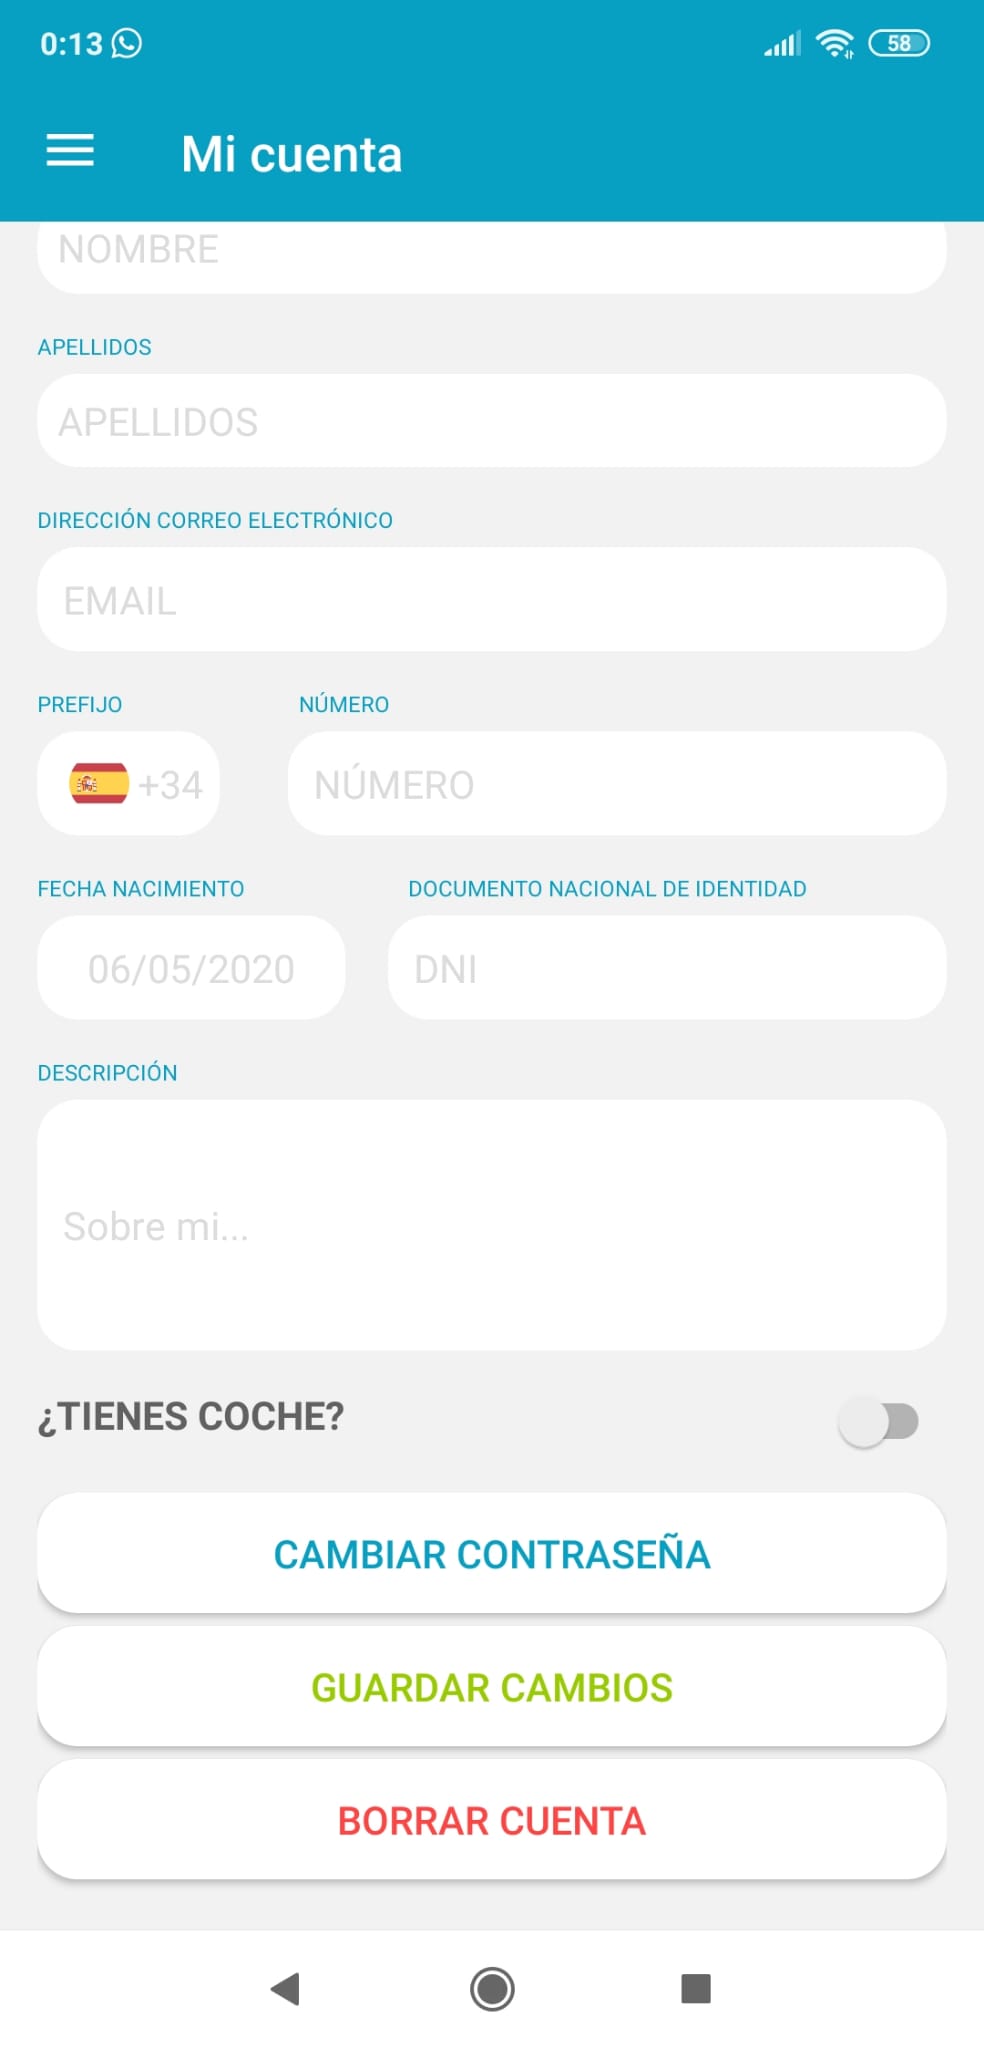 0:13
58
Mi cuenta
NOMBRE
APELLIDOS
APELLIDOS
DIRECCIÓN CORREO ELECTRÓNICO
EMAIL
PREFIJO NÚMERO
+34 NÚMERO
FECHA NACIMIENTO DOCUMENTO NACIONAL DE IDENTIDAD
06/05/2020 DNI
DESCRIPCIÓN
Sobre mi...
¿TIENES COCHE?
CAMBIAR CONTRASEÑA
GUARDAR CAMBIOS
BORRAR CUENTA